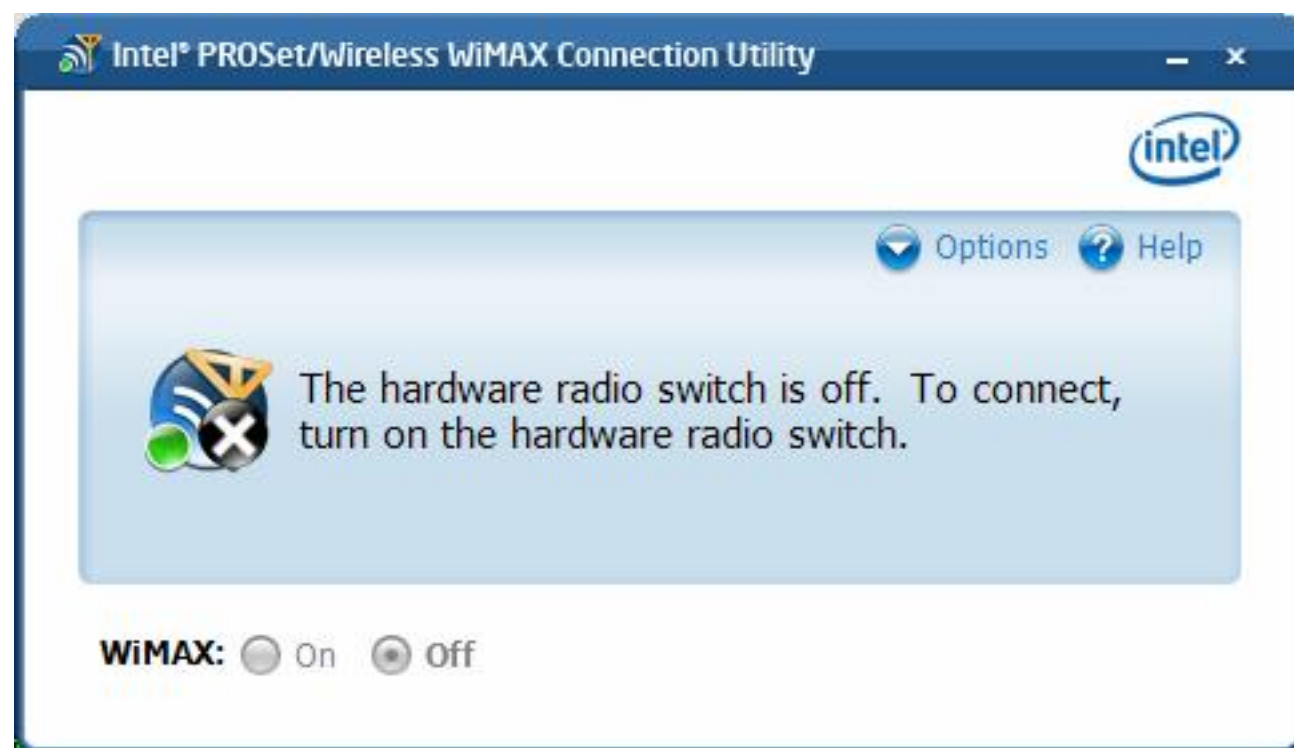 Intel® PROSet/Wireless WiMAX Connection Utility
intel
Options Help
The hardware radio switch is off. To connect,
turn on the hardware radio switch.
WiMAX: On Off